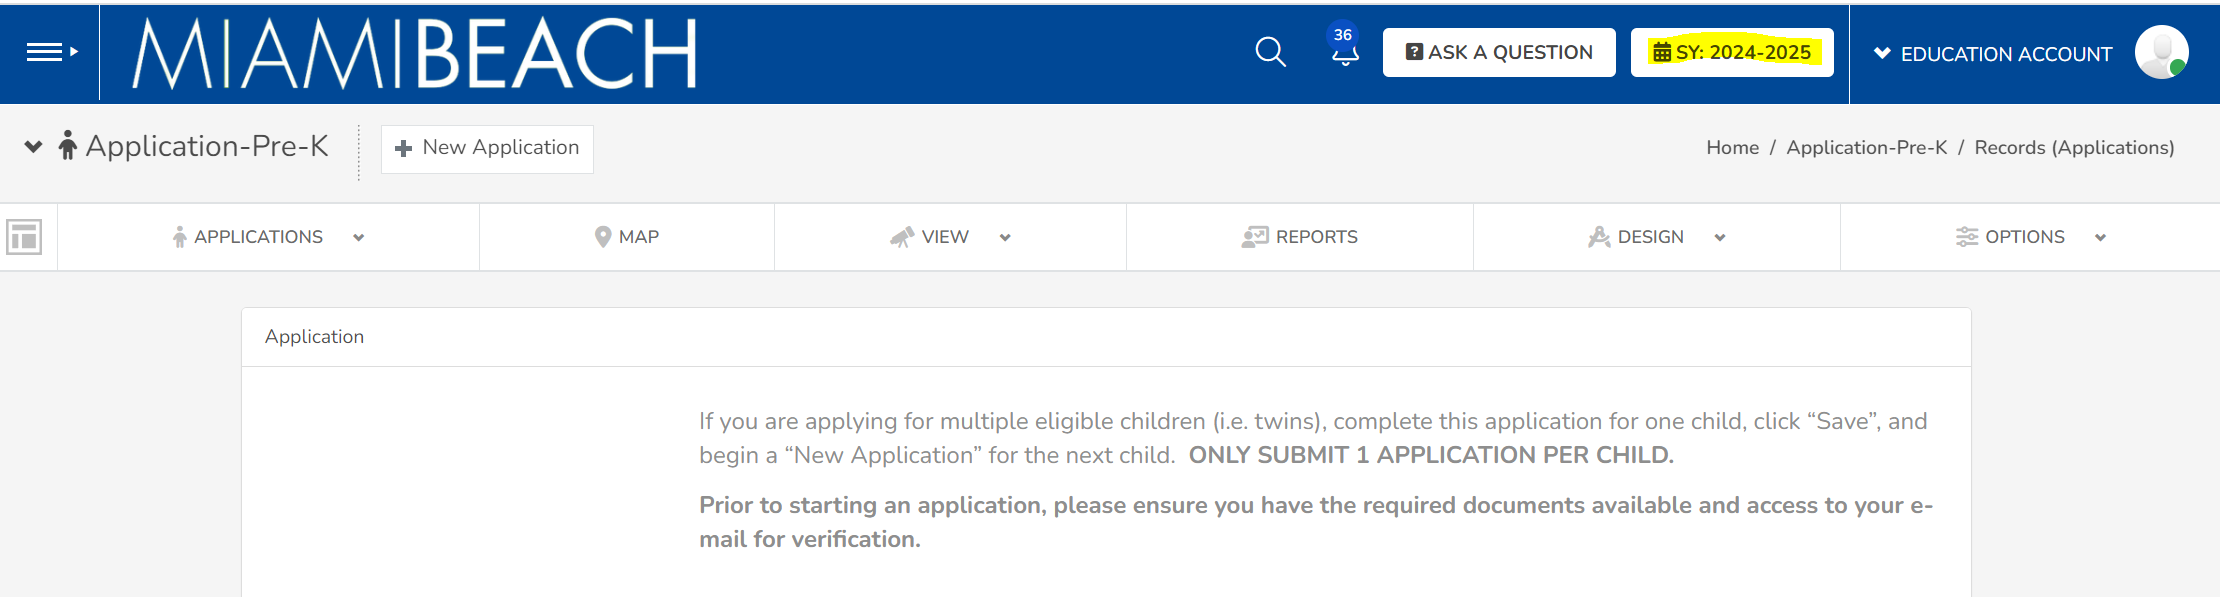 MIAMIBEACH
36
ASK A QUESTION
SY: 2024-2025
EDUCATION ACCOUNT
Application-Pre-K
New Application
Home / Application-Pre-K / Records (Applications)
APPLICATIONS
MAP
VIEW
REPORTS
DESIGN
OPTIONS
Application
If you are applying for multiple eligible children (i.e. twins), complete this application for one child, click “Save”, and
begin a “New Application” for the next child. ONLY SUBMIT 1 APPLICATION PER CHILD.
Prior to starting an application, please ensure you have the required documents available and access to your e-
mail for verification.